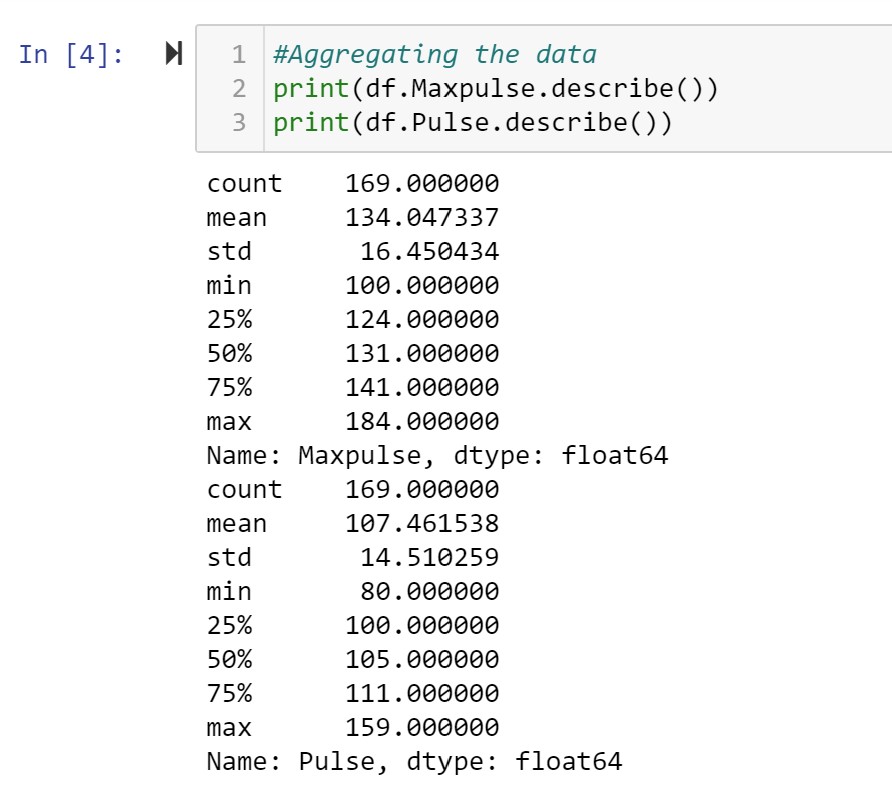 In [4]:
1 #Aggregating the data
2 print(df.Maxpulse.describe())
3 print(df.Pulse.describe())
count    169.000000
mean     134.047337
std       16.450434
min      100.000000
25%      124.000000
50%      131.000000
75%      141.000000
max      184.000000
Name: Maxpulse, dtype: float64
count    169.000000
mean     107.461538
std       14.510259
min       80.000000
25%      100.000000
50%      105.000000
75%      111.000000
max      159.000000
Name: Pulse, dtype: float64